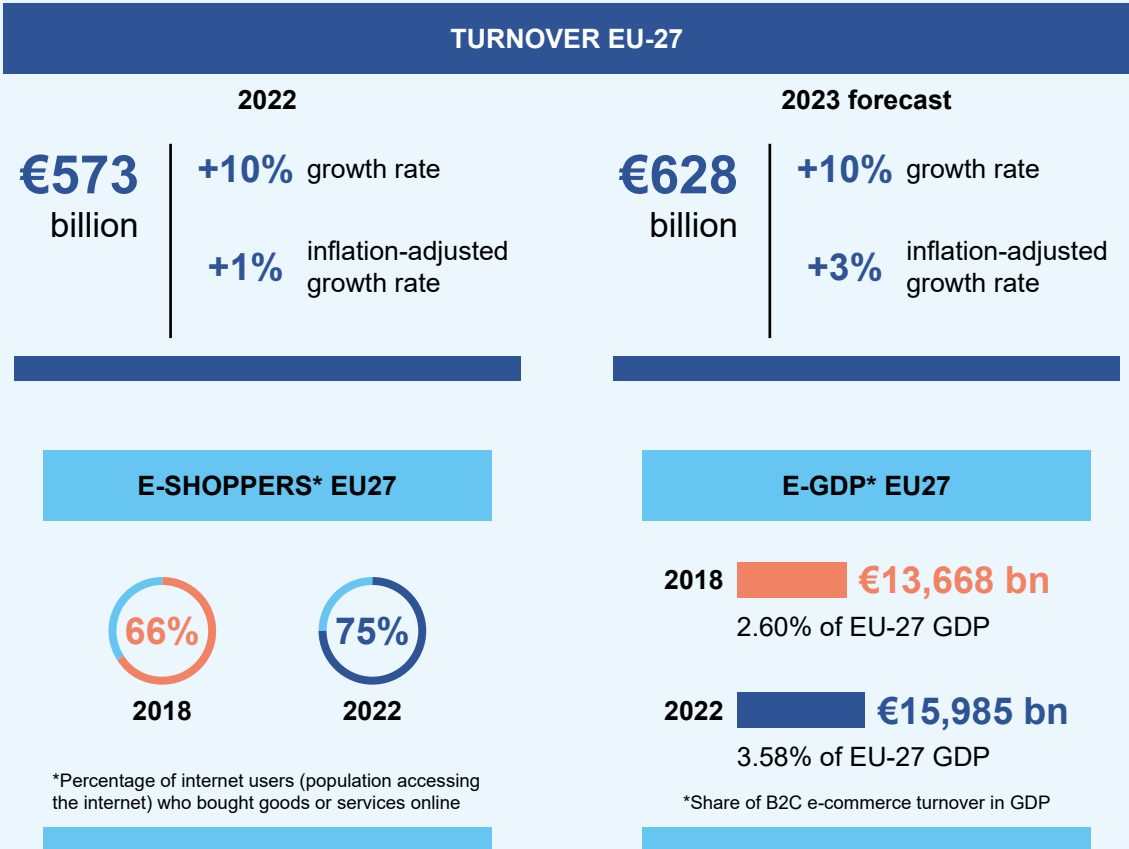 TURNOVER EU-27
2022
€573
billion
+10% growth rate
+1% inflation-adjusted
growth rate
2023 forecast
€628
billion
+10% growth rate
+3% inflation-adjusted
growth rate
E-SHOPPERS* EU27
66%
2018
75%
2022
*Percentage of internet users (population accessing
the internet) who bought goods or services online
E-GDP* EU27
2018 €13,668 bn
2.60% of EU-27 GDP
2022 €15,985 bn
3.58% of EU-27 GDP
*Share of B2C e-commerce turnover in GDP